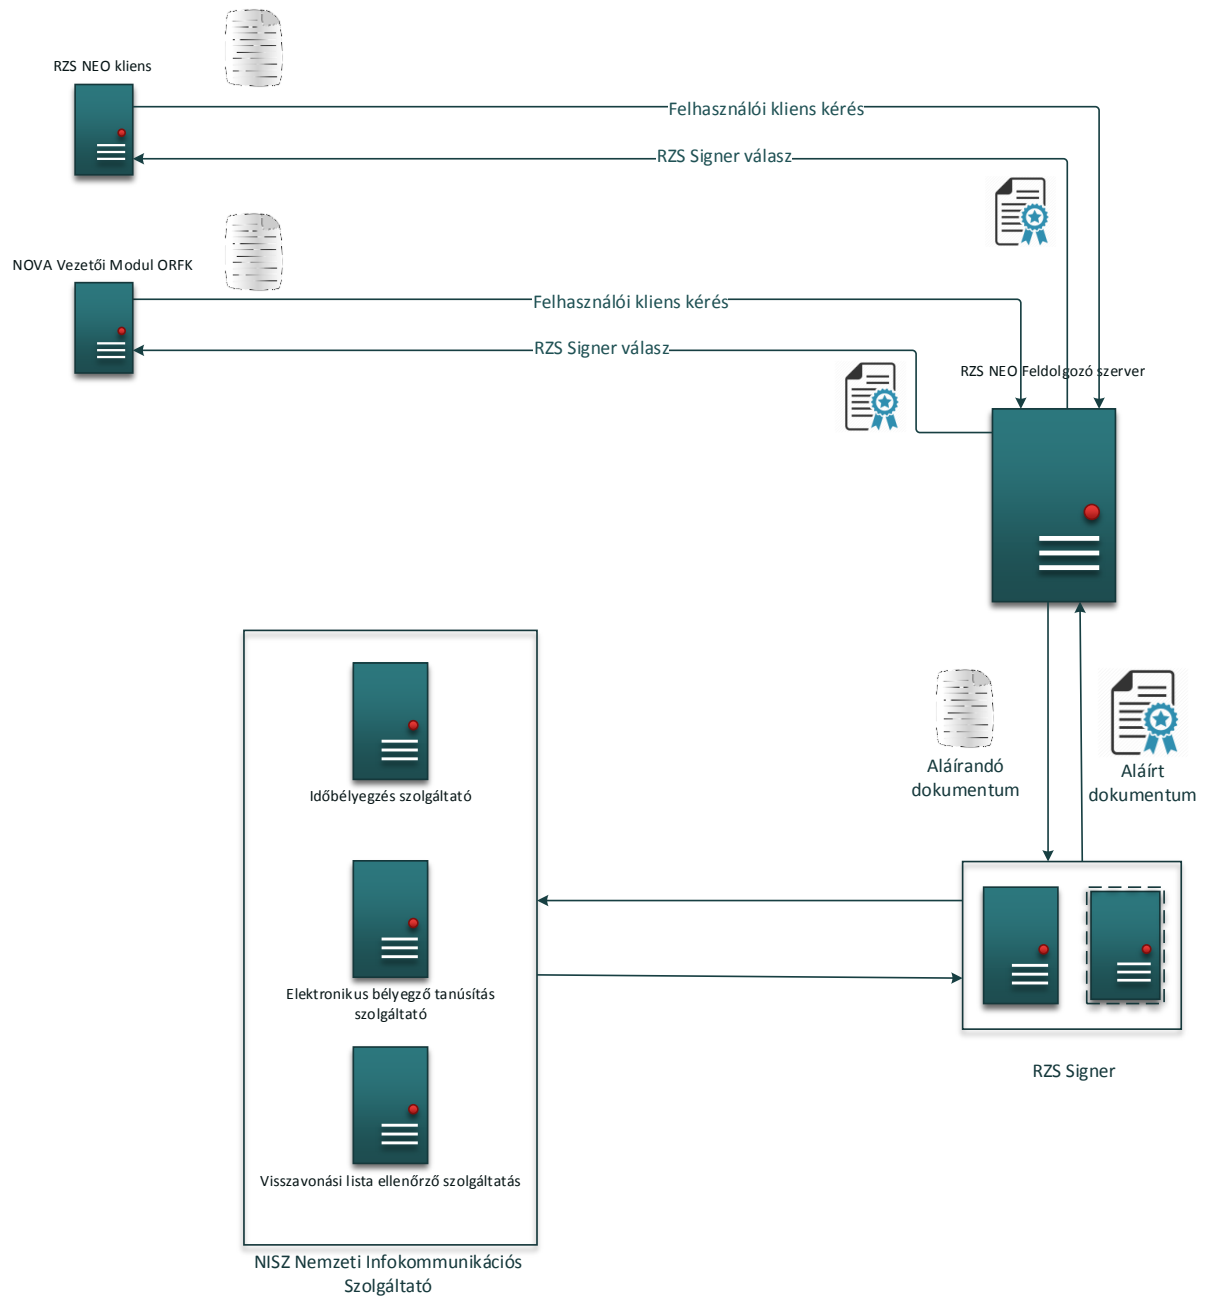 RZS NEO kliens
Felhasználói kliens kérés
RZS Signer válasz
NOVA Vezetői Modul ORFK
Felhasználói kliens kérés
RZS Signer válasz
RZS NEO Feldolgozó szerver
Aláírandó
dokumentum
Aláírt
dokumentum
Időbélyegzés szolgáltató
Elektronikus bélyegző tanúsítás
szolgáltató
RZS Signer
Visszavonási lista ellenőrző szolgáltatás
NISZ Nemzeti Infokommunikációs
Szolgáltató